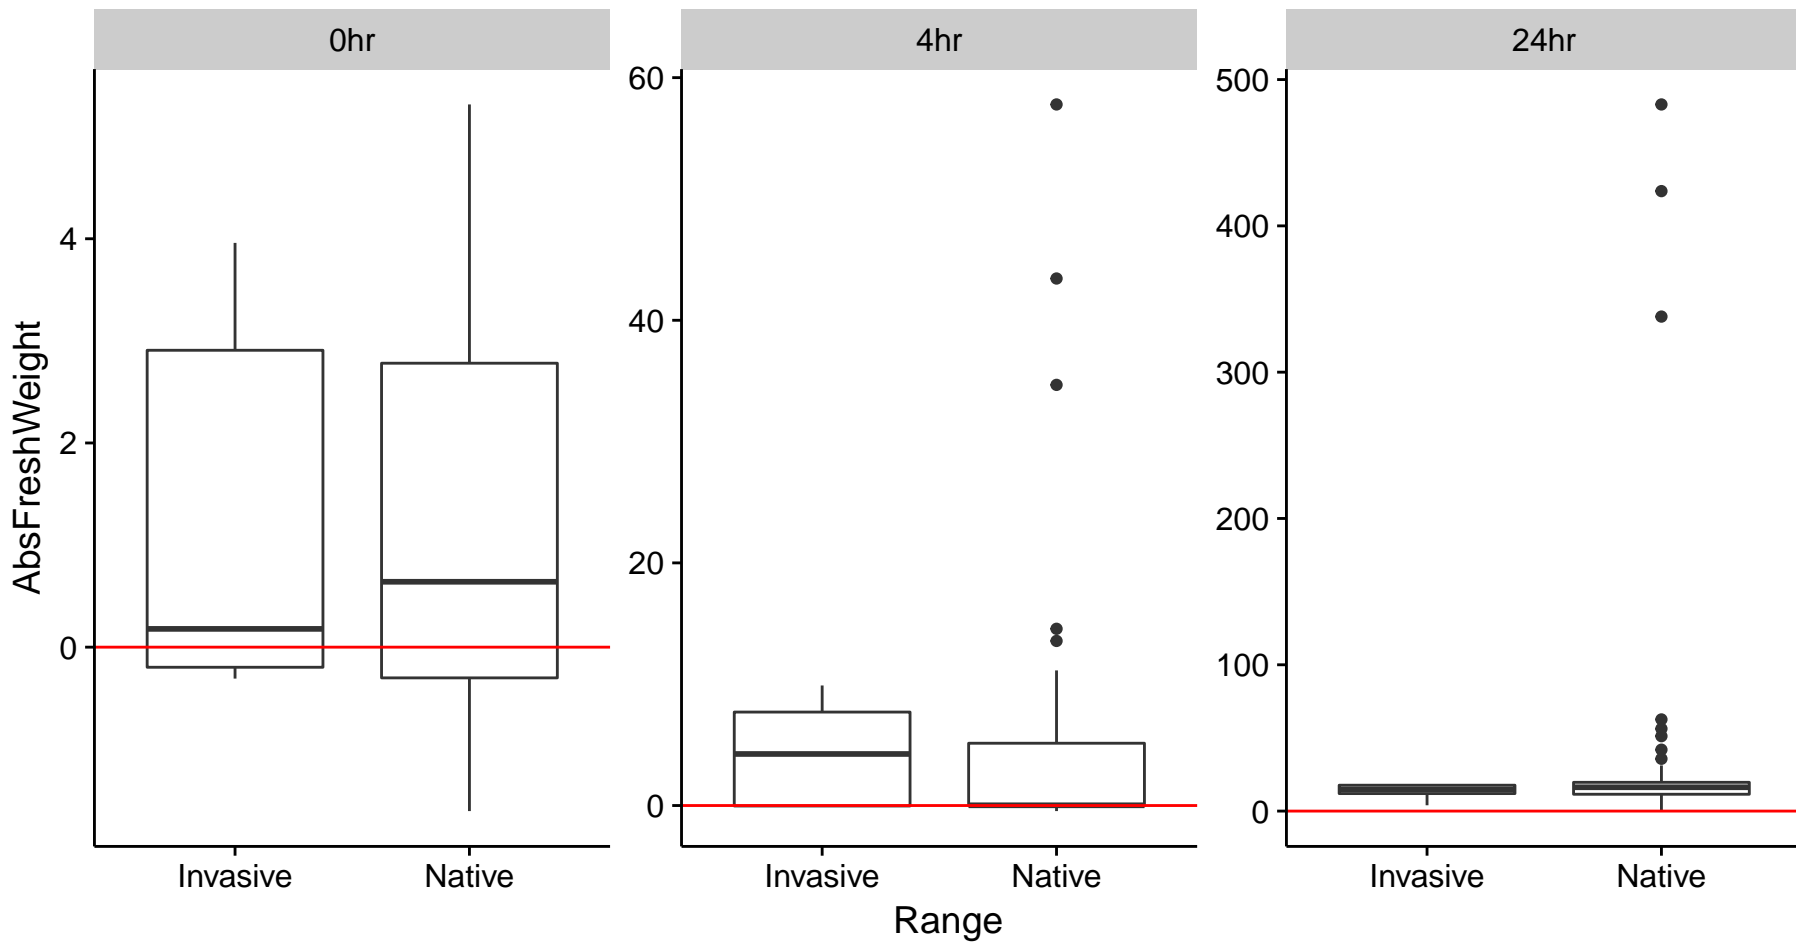 0hr
4hr
24hr
AbsFreshWeight
4
2
0
60
40
20
0
500
400
300
200
100
0
Invasive
Native
Invasive
Native
Invasive
Native
Range